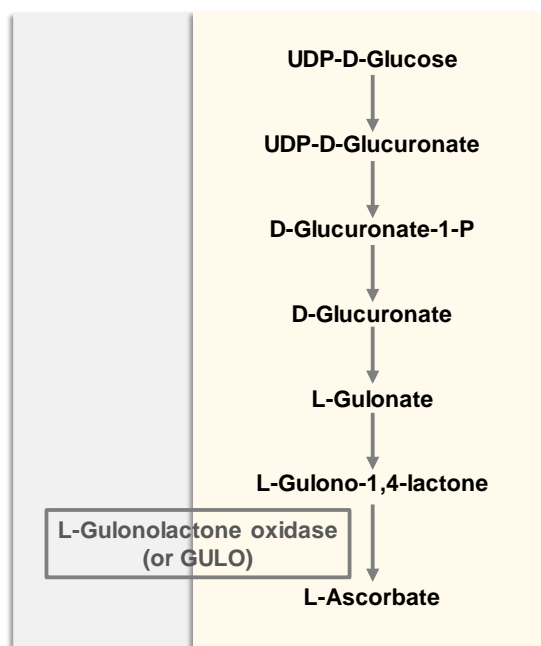 UDP-D-Glucose
UDP-D-Glucuronate
D-Glucuronate-1-P
D-Glucuronate
L-Gulonate
L-Gulono-1,4-lactone
L-Gulonolactone oxidase
(or GULO)
L-Ascorbate